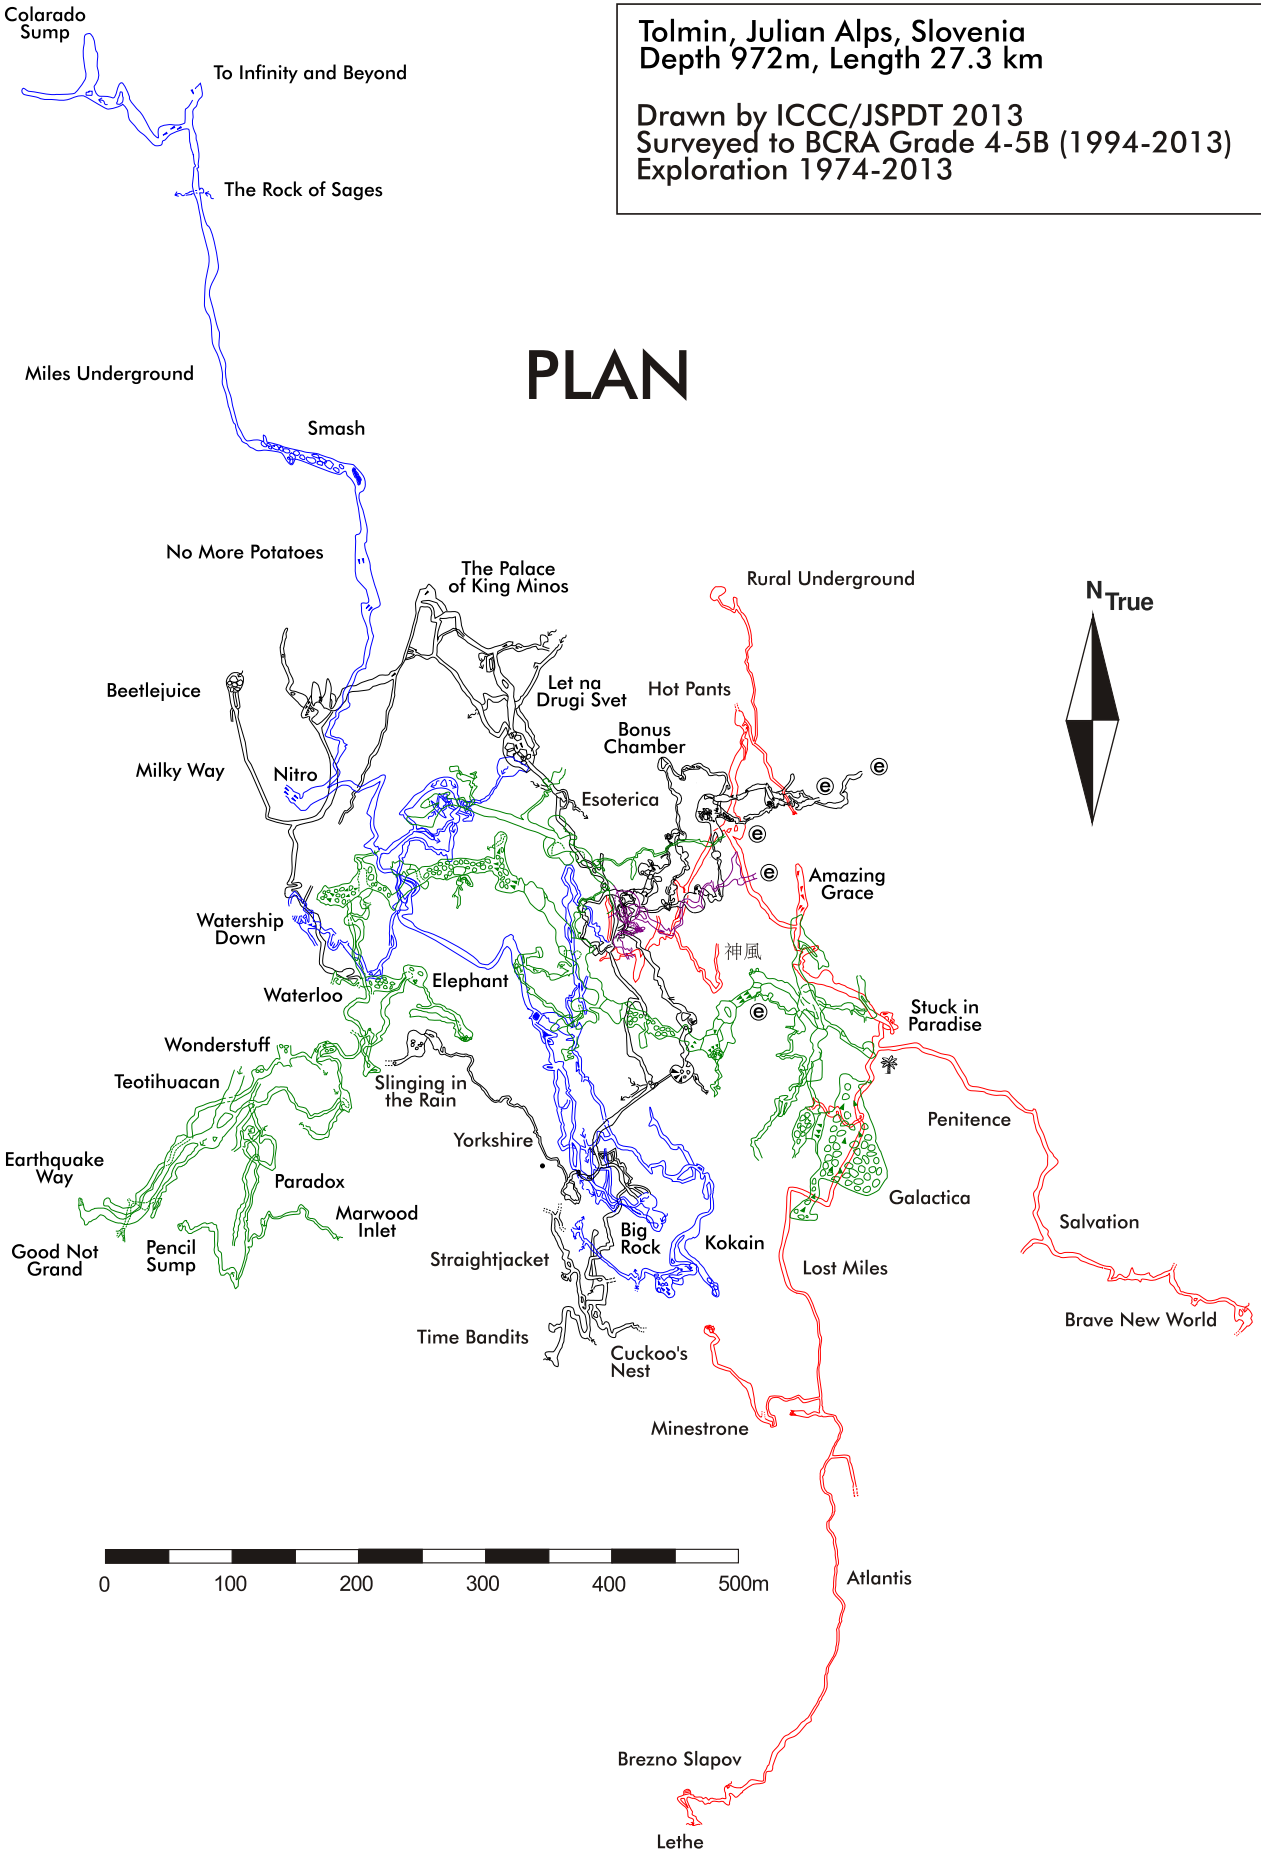 Colarado
Sump
To Infinity and Beyond
Tolmin, Julian Alps, Slovenia
Depth 972m, Length 27.3 km
Drawn by ICCC/JSPDT 2013
Surveyed to BCRA Grade 4-5B (1994-2013)
Exploration 1974-2013
The Rock of Sages
PLAN
Miles Underground
Smash
No More Potatoes
The Palace
of King Minos
Rural Underground
N
True
Beetlejuice
Let na
Drugi Svet
Hot Pants
Bonus
Chamber
Milky Way
Nitro
e
e
Esoterica
e
e
Amazing
Grace
Watership
Down
神風
Elephant
Waterloo
e
Stuck in
Paradise
Wonderstuff
Teotihuacan
Slinging in
the Rain
Penitence
Yorkshire
Earthquake
Way
Paradox
Galactica
Marwood
Inlet
Salvation
Good Not
Grand
Pencil
Sump
Big
Rock
Kokain
Straightjacket
Lost Miles
Brave New World
Time Bandits
Cuckoo's
Nest
Minestrone
0 100 200 300 400 500m
Atlantis
Brezno Slapov
Lethe